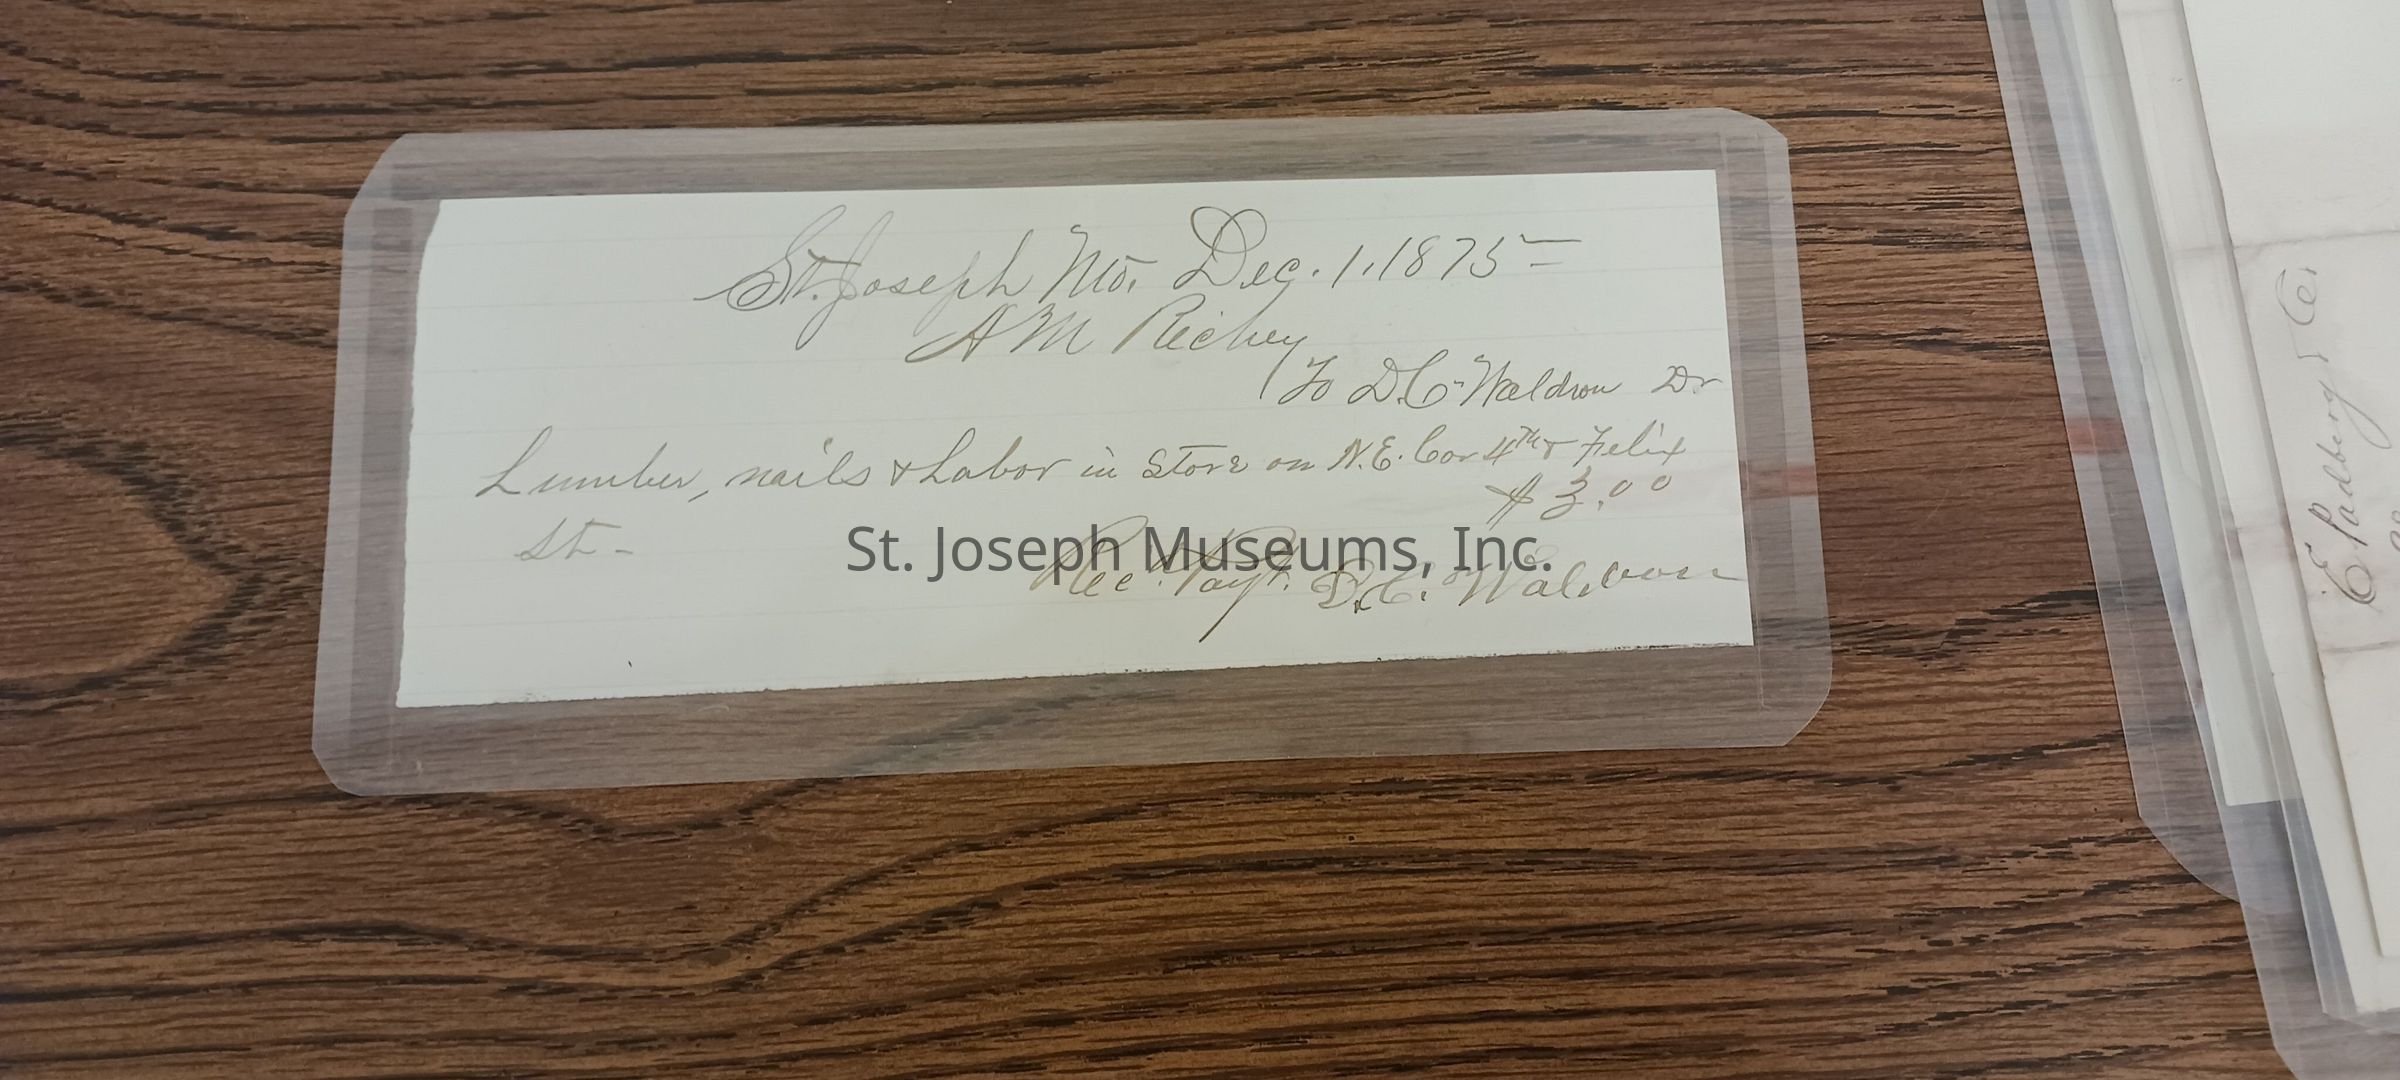 St. Joseph Mo. Dec. 1. 1875 =
A M Richey
To D. C. Waldron Dr
Lumber, nails & Labor in Store on N.E. Cor 4th & Felix
St - $3.00
Rec. Payt. D. C. Waldron
St. Joseph Museums, Inc.
E Padberg & Co.